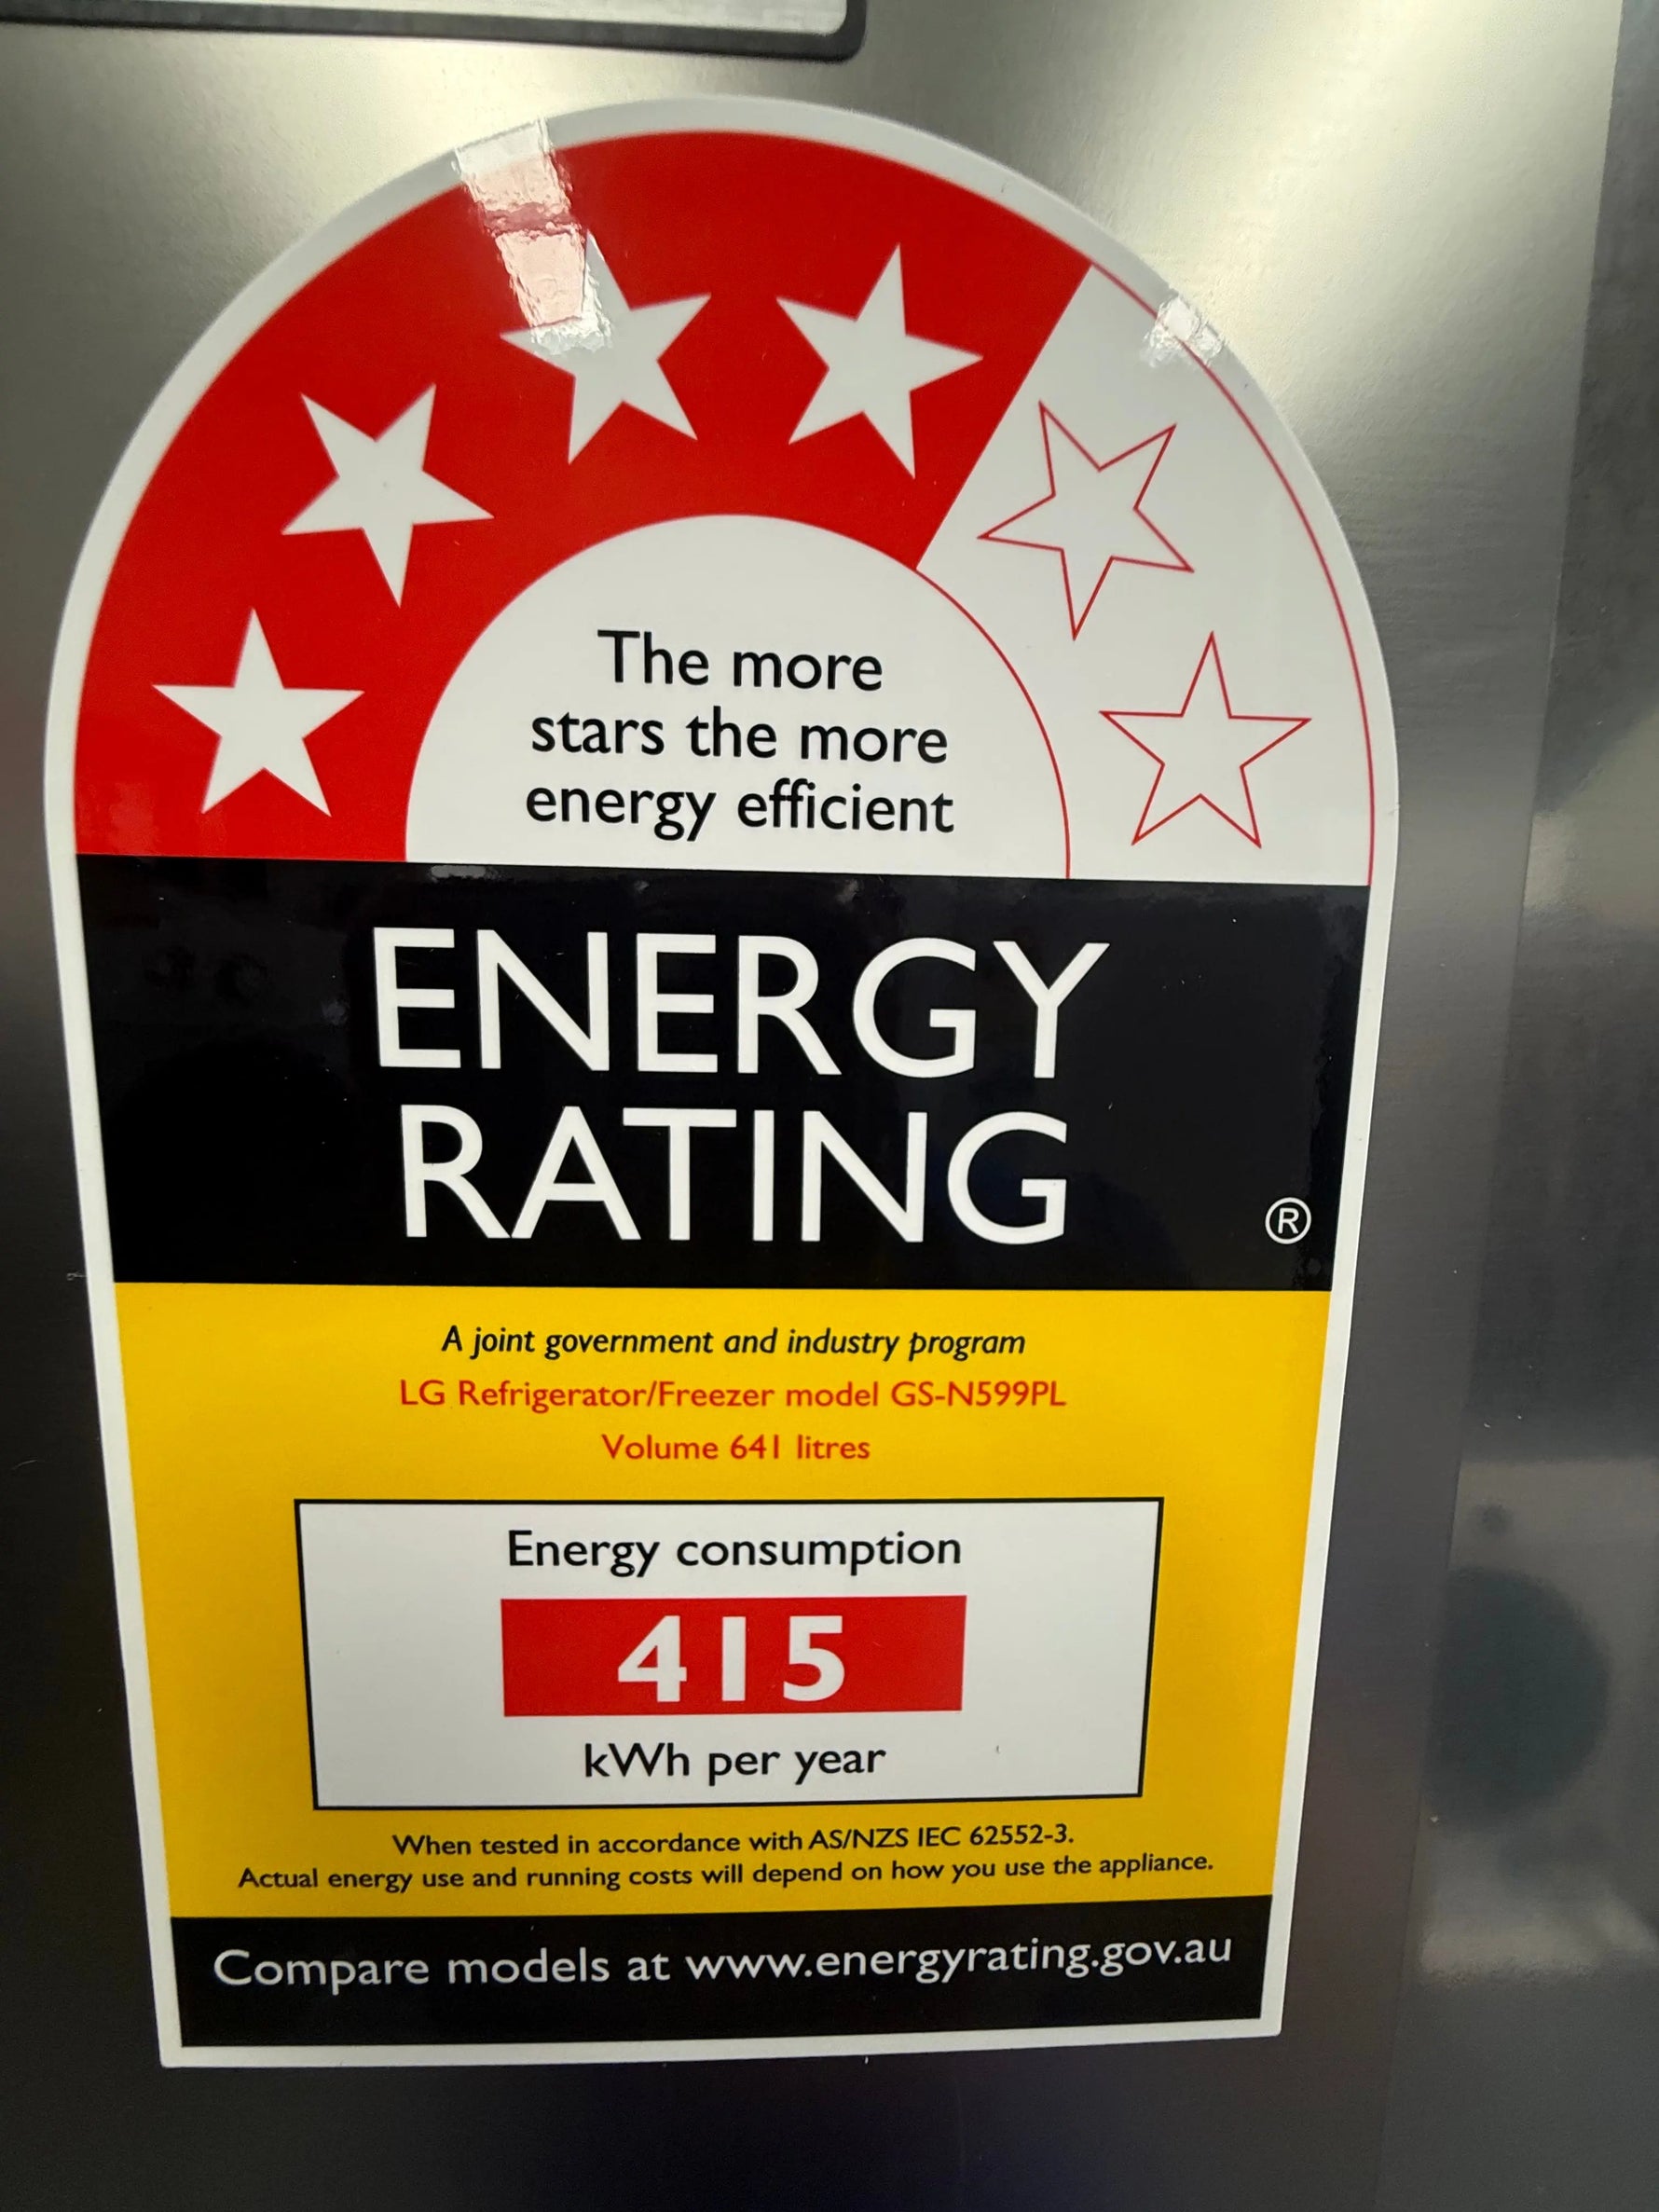 The more
stars the more
energy efficient
ENERGY
RATING
®
A joint government and industry program
LG Refrigerator/Freezer model GS-N599PL
Volume 641 litres
Energy consumption
415
kWh per year
When tested in accordance with AS/NZS IEC 62552-3.
Actual energy use and running costs will depend on how you use the appliance.
Compare models at www.energyrating.gov.au